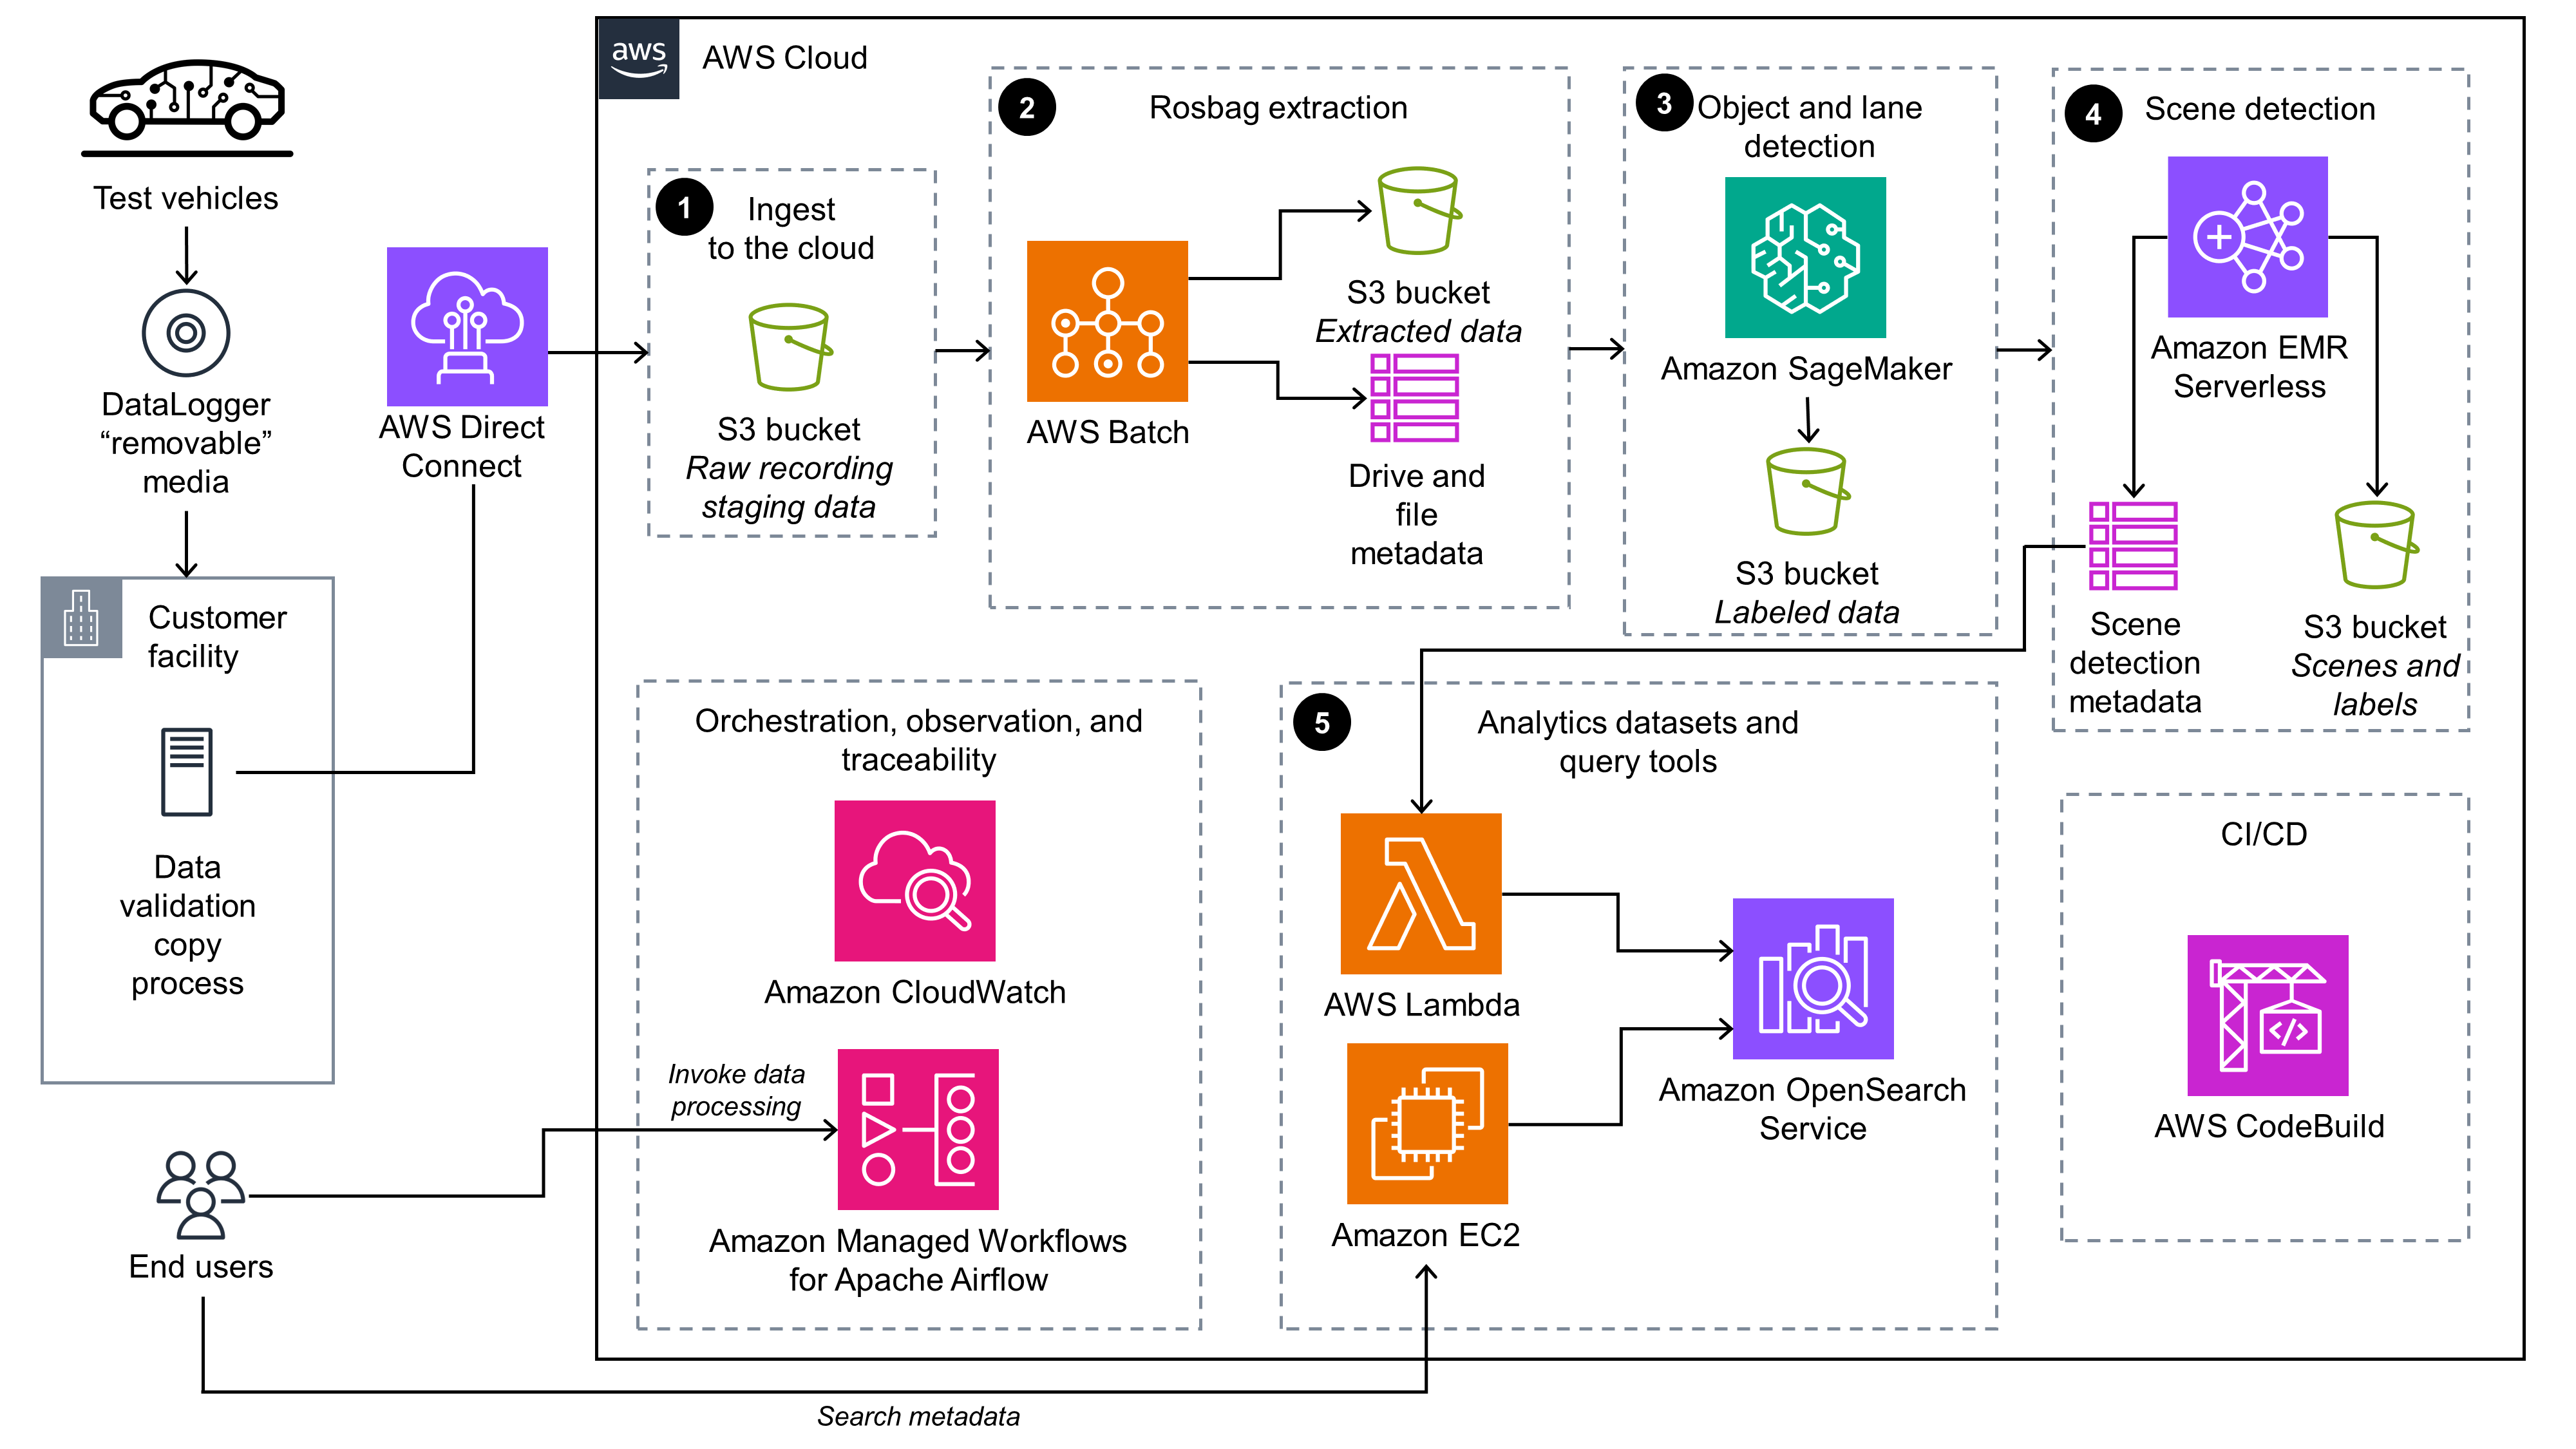 aws
AWS Cloud
Test vehicles
DataLogger
“removable”
media
Customer
facility
Data
validation
copy
process
AWS Direct
Connect
1
Ingest
to the cloud
S3 bucket
Raw recording
staging data
2
Rosbag extraction
AWS Batch
S3 bucket
Extracted data
Drive and
file
metadata
3
Object and lane
detection
Amazon SageMaker
S3 bucket
Labeled data
4
Scene detection
Amazon EMR
Serverless
Scene
detection
metadata
S3 bucket
Scenes and
labels
Orchestration, observation, and
traceability
Amazon CloudWatch
Invoke data
processing
Amazon Managed Workflows
for Apache Airflow
5
Analytics datasets and
query tools
AWS Lambda
Amazon EC2
Amazon OpenSearch
Service
CI/CD
</>
AWS CodeBuild
End users
Search metadata